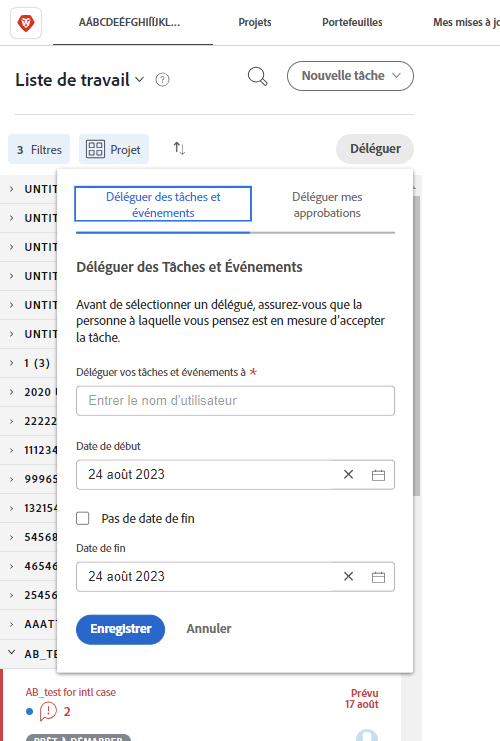 AÁBCDEÉFGHIÍÏJKL...
Projets
Portefeuilles
Mes mises à jo
Liste de travail
?
Nouvelle tâche
3 Filtres
Projet
Déléguer
UNTIT
UNTIT
UNTIT
UNTIT
UNTIT
UNTIT
1 (3)
2020
22222
111234
99965
132154
54568
46546
25456
AAAT
AB_TE
Déléguer des tâches et
événements
Déléguer mes
approbations
Déléguer des Tâches et Événements
Avant de sélectionner un délégué, assurez-vous que la
personne à laquelle vous pensez est en mesure d'accepter
la tâche.
Déléguer vos tâches et événements à *
Entrer le nom d'utilisateur
Date de début
24 août 2023
Pas de date de fin
Date de fin
24 août 2023
Enregistrer
Annuler
AB_test for intl case
2
Prévu
17 août
PRÊT À DÉMARRER